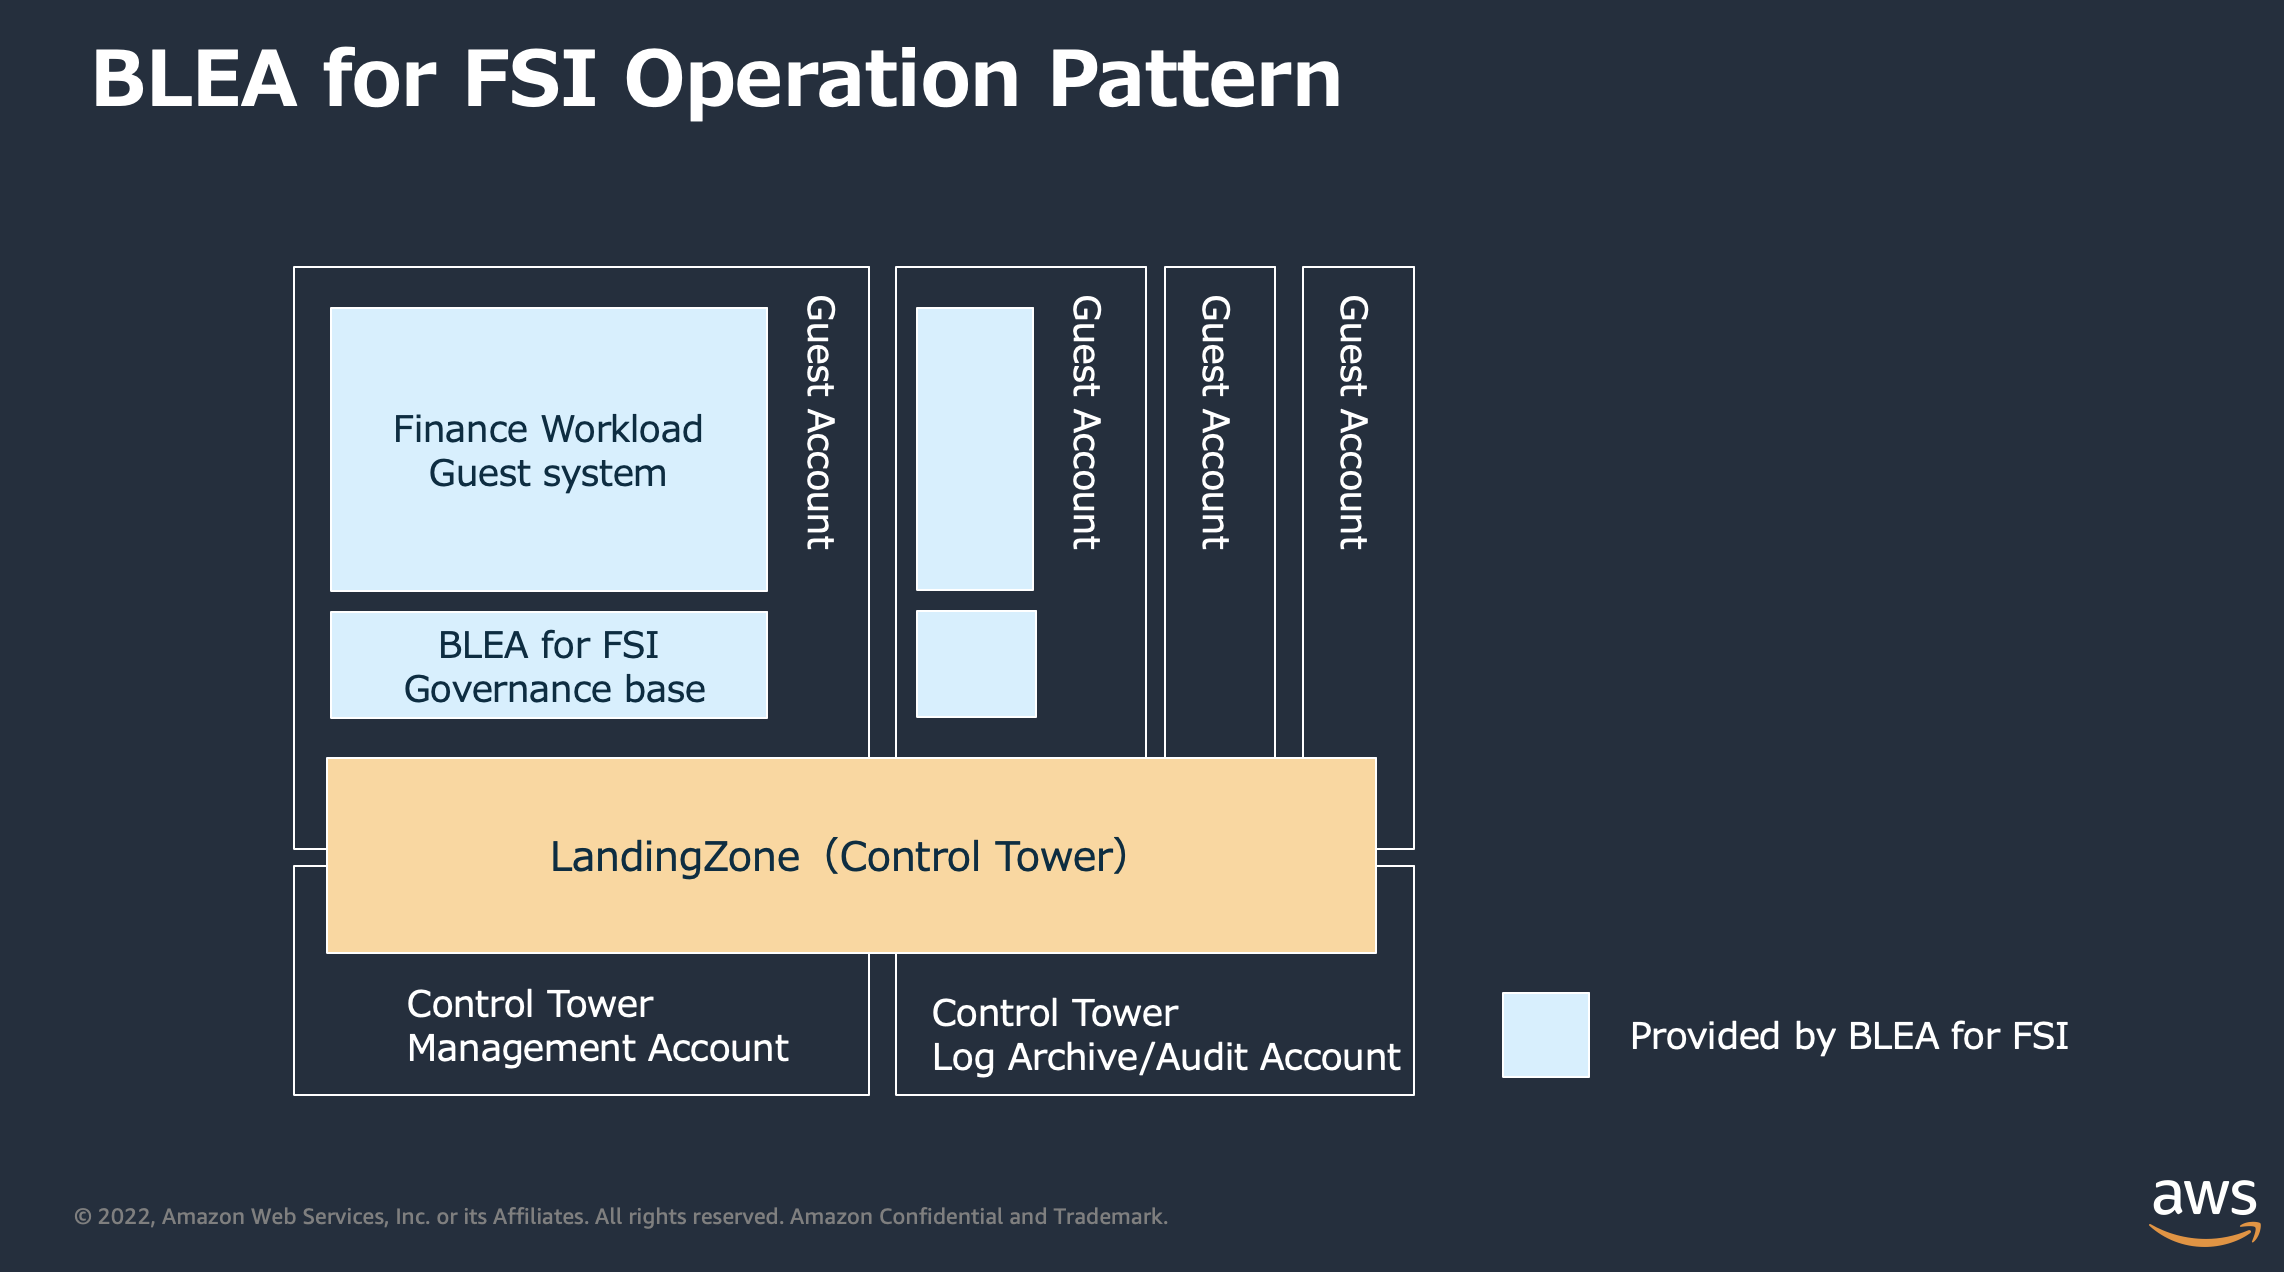 BLEA for FSI Operation Pattern
Finance Workload
Guest system
Guest Account
Guest Account
Guest Account
Guest Account
BLEA for FSI
Governance base
LandingZone（Control Tower）
Control Tower
Management Account
Control Tower
Log Archive/Audit Account
Provided by BLEA for FSI
© 2022, Amazon Web Services, Inc. or its Affiliates. All rights reserved. Amazon Confidential and Trademark.
aws